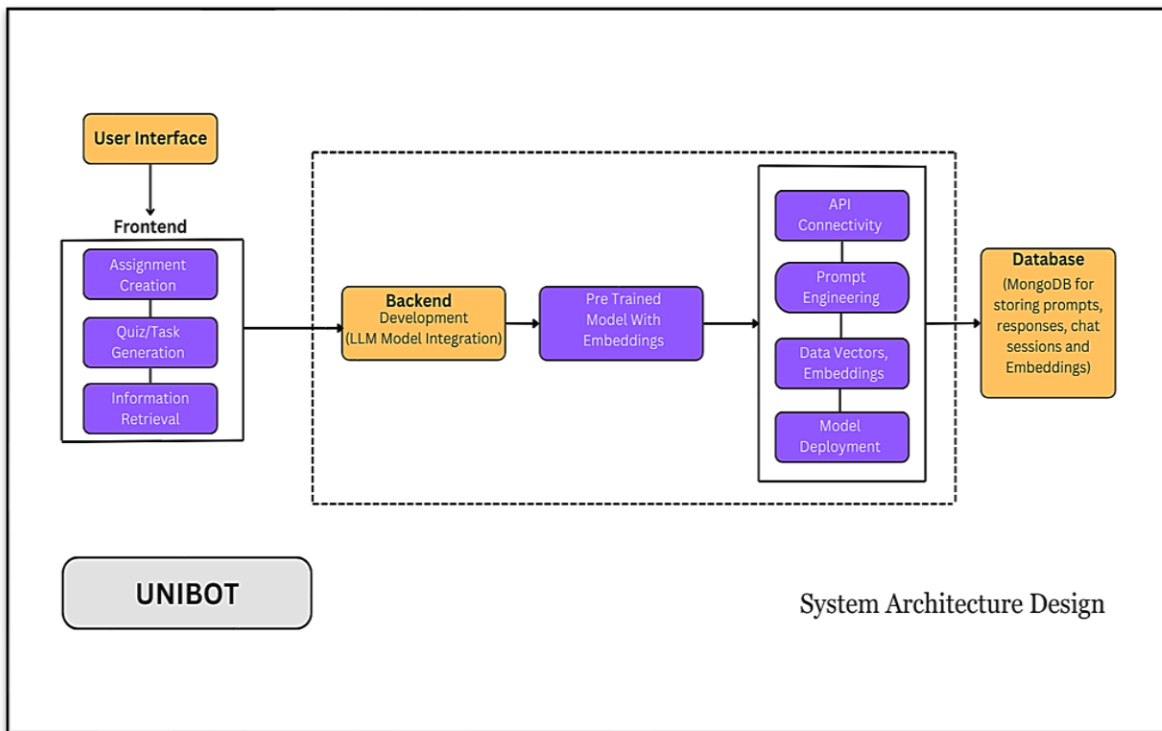 User Interface
Frontend
Assignment
Creation
Quiz/Task
Generation
Information
Retrieval
Backend
Development
(LLM Model Integration)
Pre Trained
Model With
Embeddings
API
Connectivity
Prompt
Engineering
Data Vectors,
Embeddings
Model
Deployment
Database
(MongoDB for
storing prompts,
responses, chat
sessions and
Embeddings)
UNIBOT
System Architecture Design